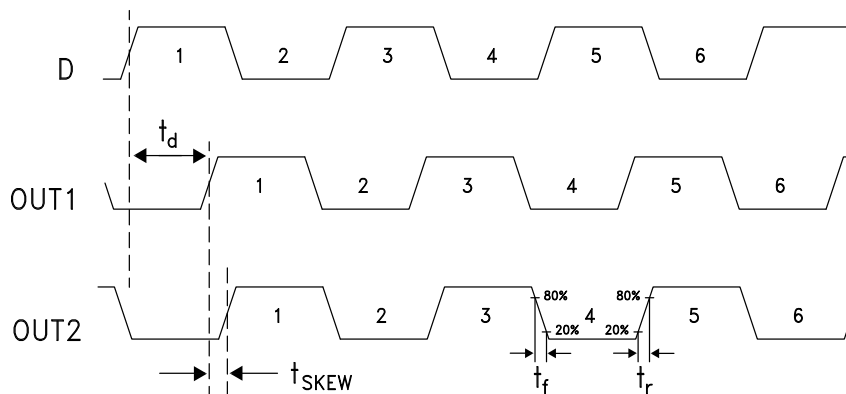 D 1 2 3 4 5 6
t_d
OUT1 1 2 3 4 5 6
OUT2 1 2 3 80% 20% 4 80% 20% 5 6
t_SKEW t_f t_r